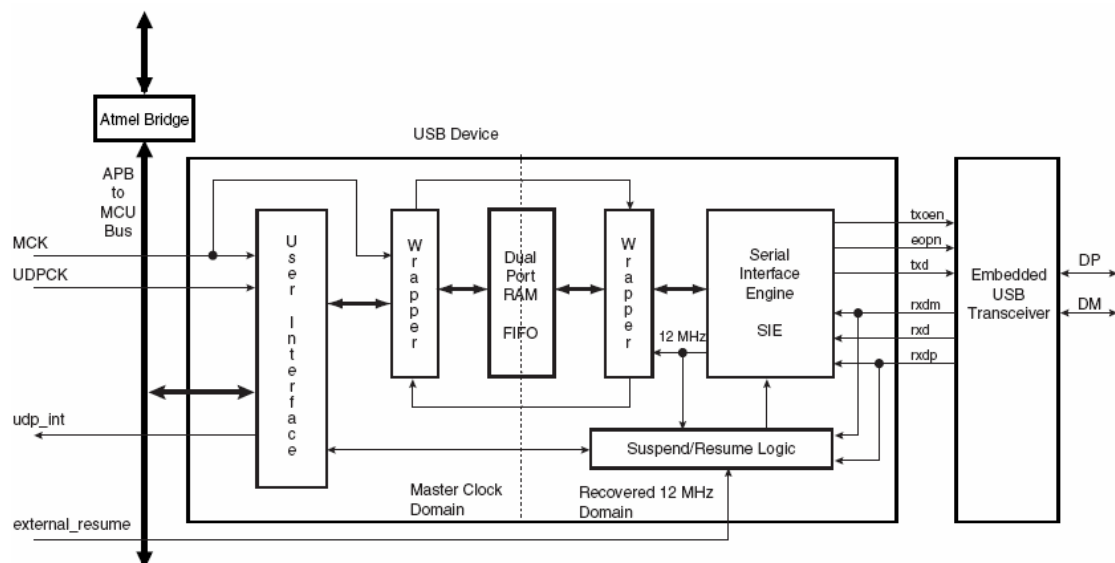 Atmel Bridge
USB Device
APB
to
MCU
Bus
MCK
UDPCK
udp_int
external_resume
User Interface
Wrapper
Dual
Port
RAM
FIFO
Wrapper
12 MHz
Serial
Interface
Engine
SIE
Suspend/Resume Logic
Master Clock
Domain
Recovered 12 MHz
Domain
txoen
eopn
txd
rxdm
rxd
rxdp
Embedded
USB
Transceiver
DP
DM